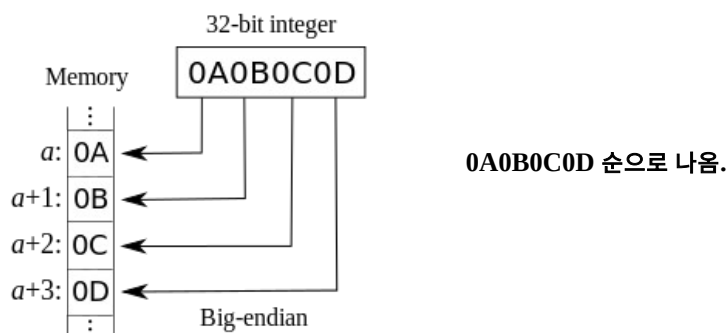 32-bit integer
0A0B0C0D
Memory
a: 0A
a+1: 0B
a+2: 0C
a+3: 0D
Big-endian
0A0B0C0D 순으로 나옴.